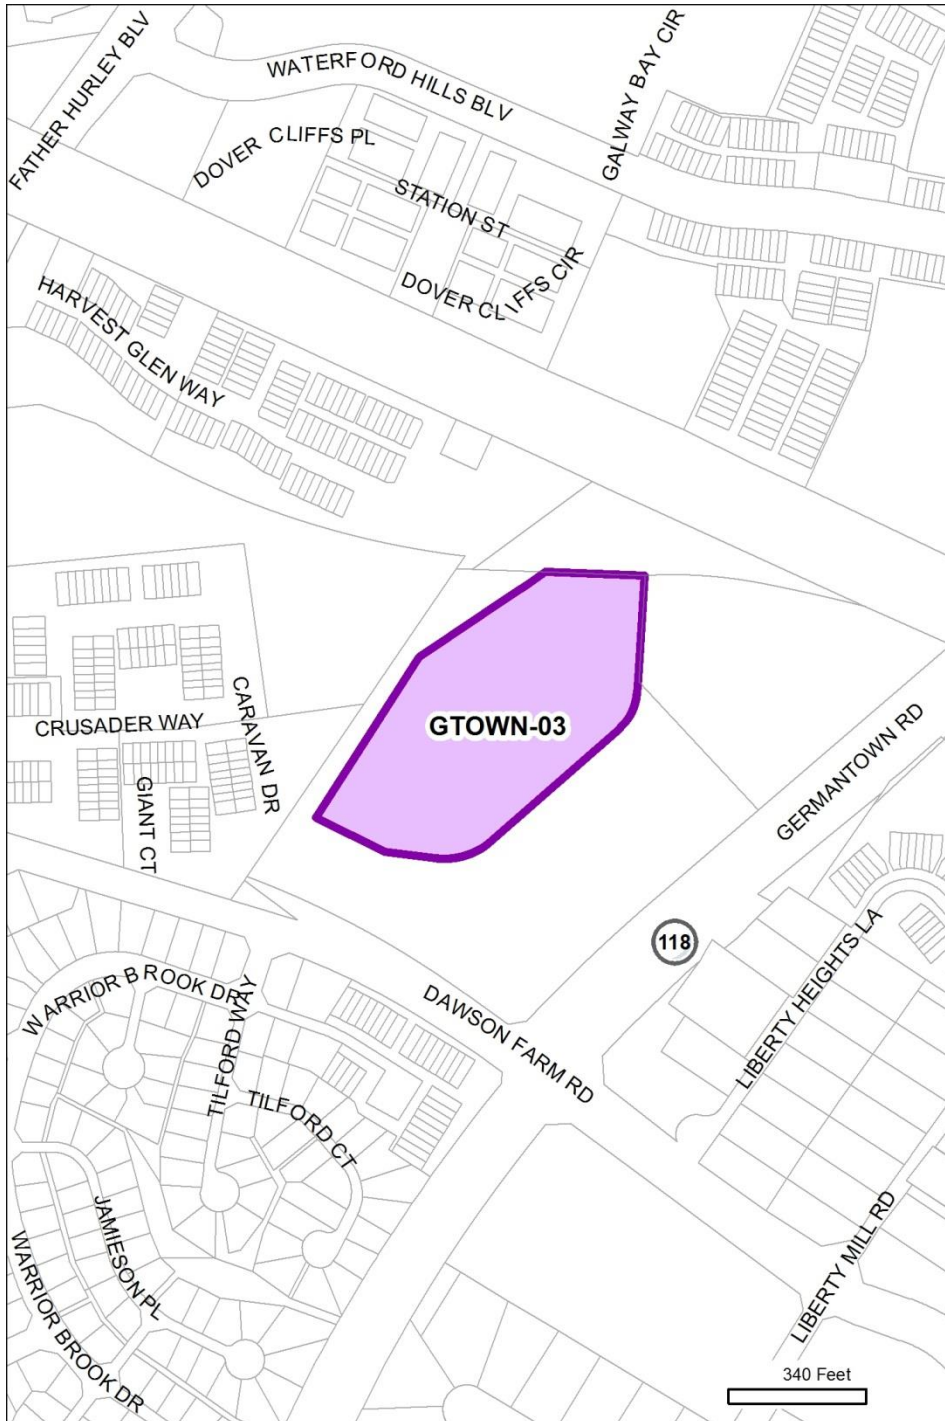 FATHER HURLEY BLV
WATERFORD HILLS BLV
GALWAY BAY CIR
DOVER CLIFFS PL
STATION ST
DOVER CLIFFS CIR
HARVEST GLEN WAY
CRUSADER WAY
CARAVAN DR
GIANT CT
GTOWN-03
GERMANTOWN RD
118
LIBERTY HEIGHTS LA
WARRIOR BROOK DR
TILFORD WAY
DAWSON FARM RD
TILFORD CT
JAMIESON PL
WARRIOR BROOK DR
LIBERTY MILL RD
340 Feet